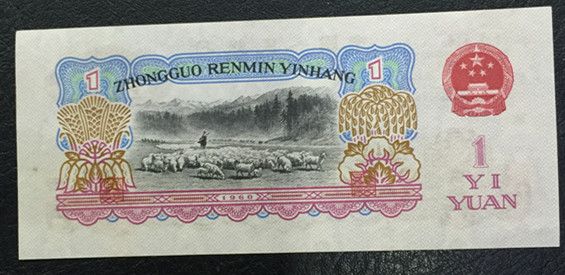 1 ZHONGGUO RENMIN YINHANG 1
1960
1
YI
YUAN